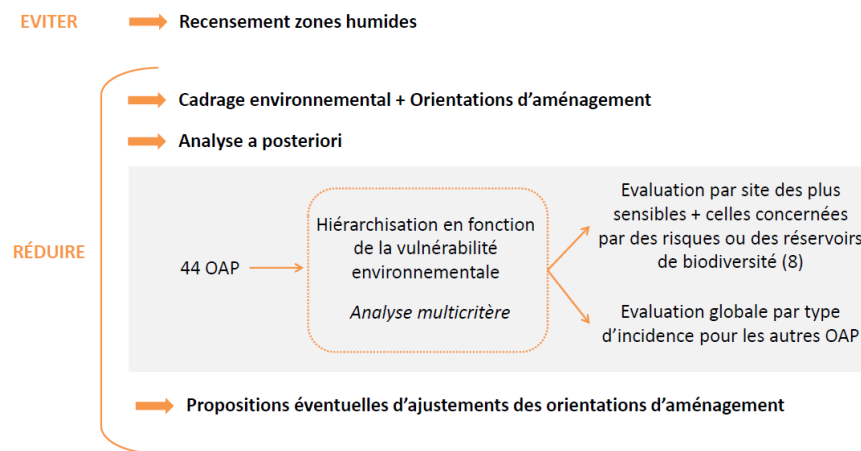 EVITER
Recensement zones humides
Cadrage environnemental + Orientations d'aménagement
Analyse a posteriori
RÉDUIRE
44 OAP
Hiérarchisation en fonction
de la vulnérabilité
environnementale
Analyse multicritère
Evaluation par site des plus
sensibles + celles concernées
par des risques ou des réservoirs
de biodiversité (8)
Evaluation globale par type
d'incidence pour les autres OAP
Propositions éventuelles d'ajustements des orientations d'aménagement